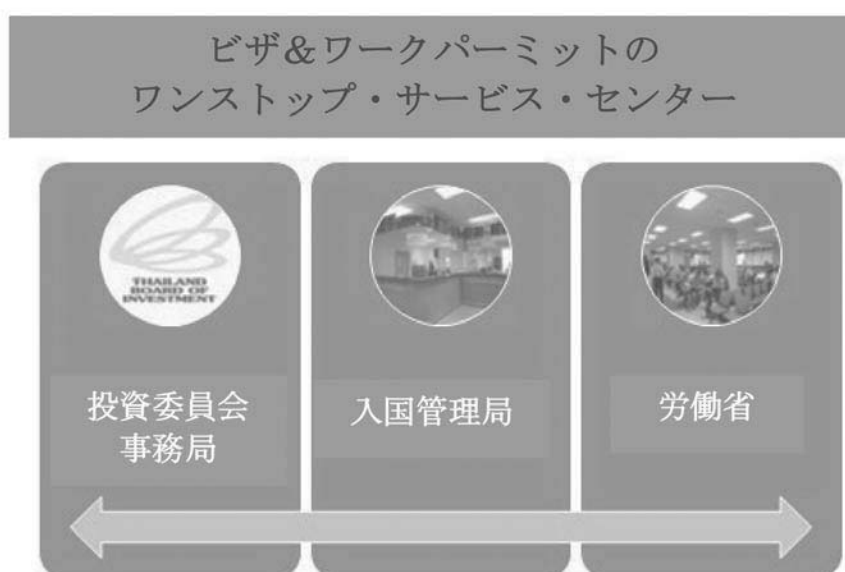 ビザ&ワークパーミットの
ワンストップ・サービス・センター
THAILAND
BOARD OF
INVESTMENT
投資委員会
事務局
入国管理局
労働省